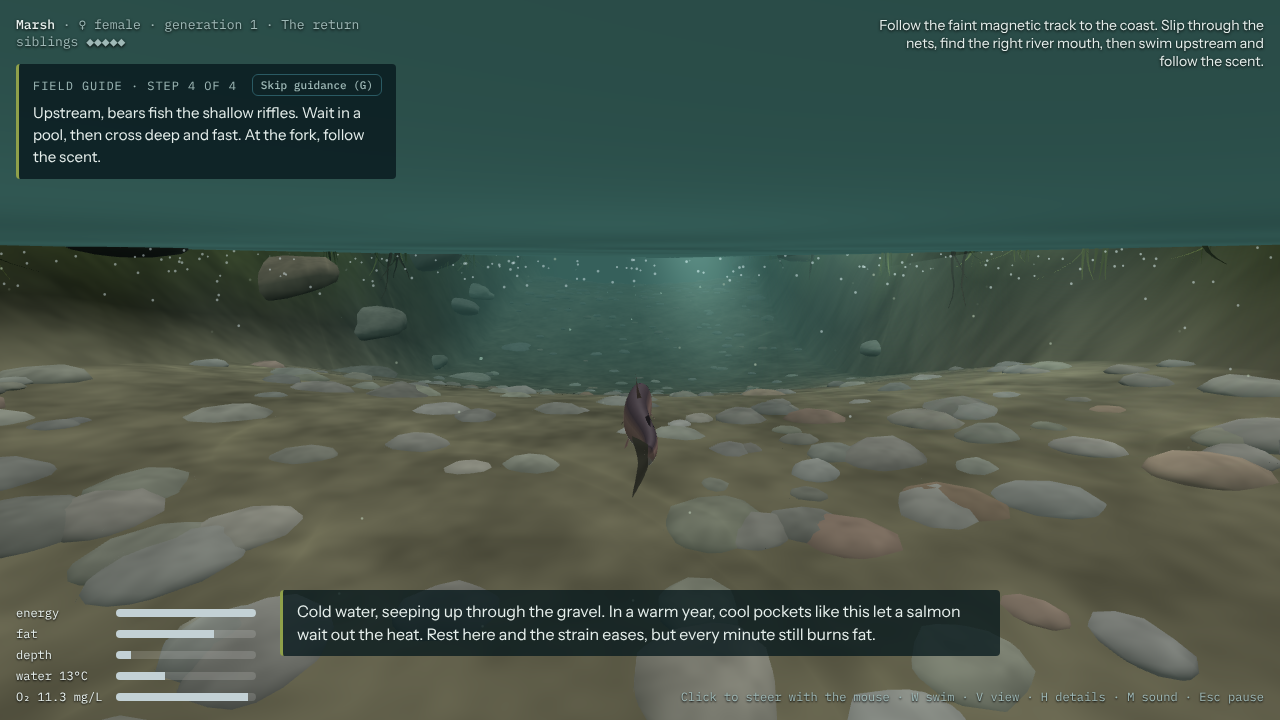 Marsh · ♀ female · generation 1 · The return
siblings ◆◆◆◆◆
FIELD GUIDE · STEP 4 OF 4
Skip guidance (G)
Upstream, bears fish the shallow riffles. Wait in a
pool, then cross deep and fast. At the fork, follow
the scent.
Follow the faint magnetic track to the coast. Slip through the
nets, find the right river mouth, then swim upstream and
follow the scent.
Cold water, seeping up through the gravel. In a warm year, cool pockets like this let a salmon
wait out the heat. Rest here and the strain eases, but every minute still burns fat.
energy
fat
depth
water 13°C
O₂ 11.3 mg/L
Click to steer with the mouse · W swim · V view · H details · M sound · Esc pause